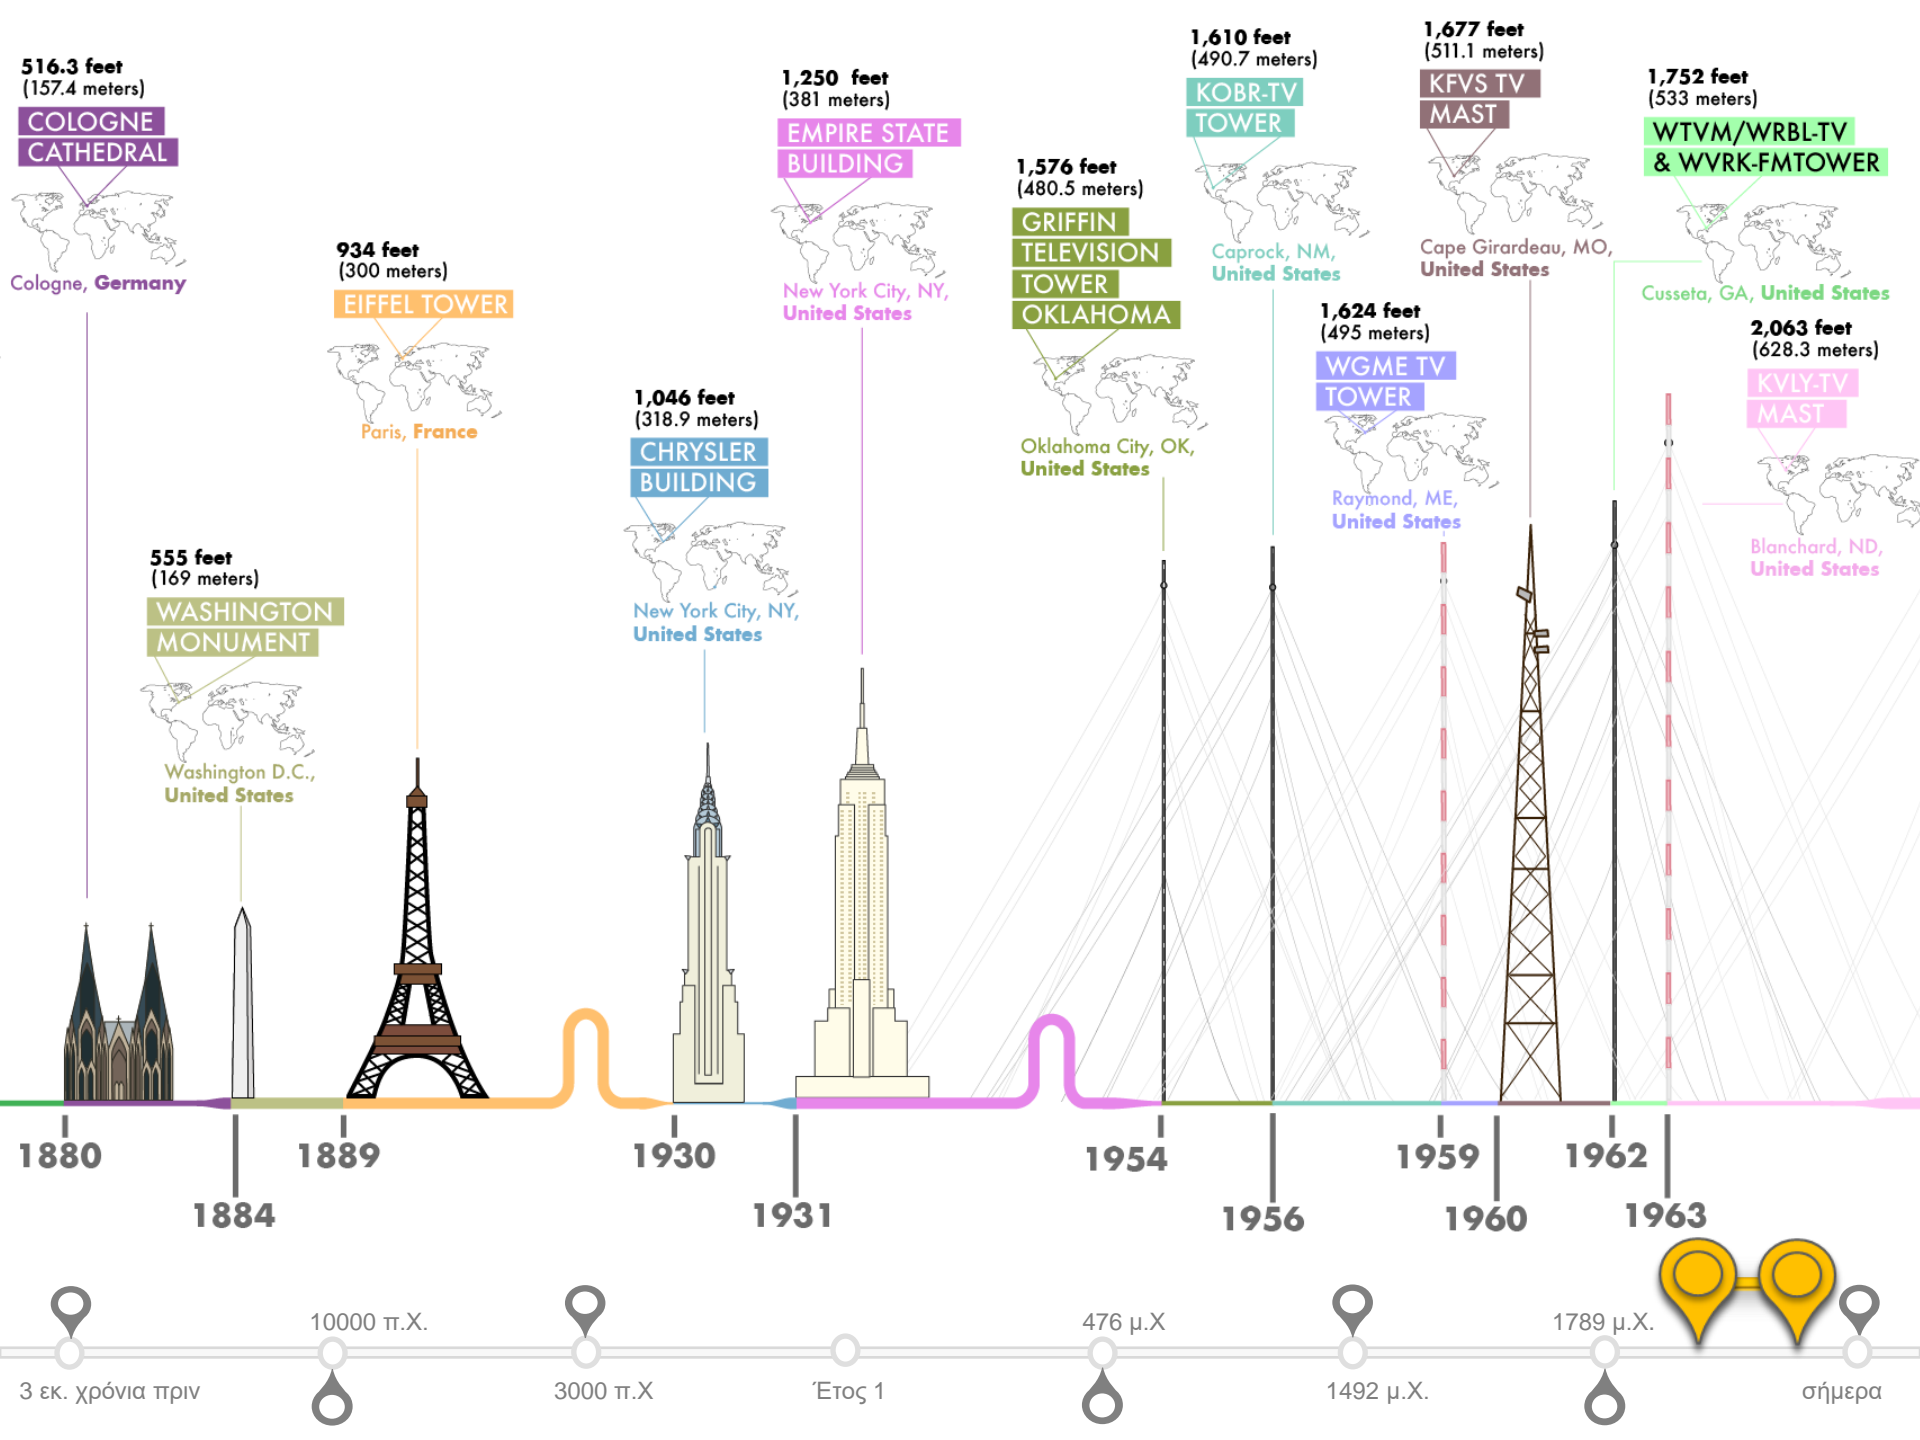 516.3 feet
(157.4 meters)
COLOGNE
CATHEDRAL
Cologne, Germany
555 feet
(169 meters)
WASHINGTON
MONUMENT
Washington D.C.,
United States
934 feet
(300 meters)
EIFFEL TOWER
Paris, France
1,046 feet
(318.9 meters)
CHRYSLER
BUILDING
New York City, NY,
United States
1,250 feet
(381 meters)
EMPIRE STATE
BUILDING
New York City, NY,
United States
1,576 feet
(480.5 meters)
GRIFFIN
TELEVISION
TOWER
OKLAHOMA
Oklahoma City, OK,
United States
1,610 feet
(490.7 meters)
KOBR-TV
TOWER
Caprock, NM,
United States
1,624 feet
(495 meters)
WGME TV
TOWER
Raymond, ME,
United States
1,677 feet
(511.1 meters)
KFVS TV
MAST
Cape Girardeau, MO,
United States
1,752 feet
(533 meters)
WTVM/WRBL-TV
& WVRK-FMTOWER
Cusseta, GA, United States
2,063 feet
(628.3 meters)
KVLY-TV
MAST
Blanchard, ND,
United States
1880
1884
1889
1930
1931
1954
1956
1959
1960
1962
1963
3 εκ. χρόνια πριν
10000 π.Χ.
3000 π.Χ
Έτος 1
476 μ.Χ
1492 μ.Χ.
1789 μ.Χ.
σήμερα